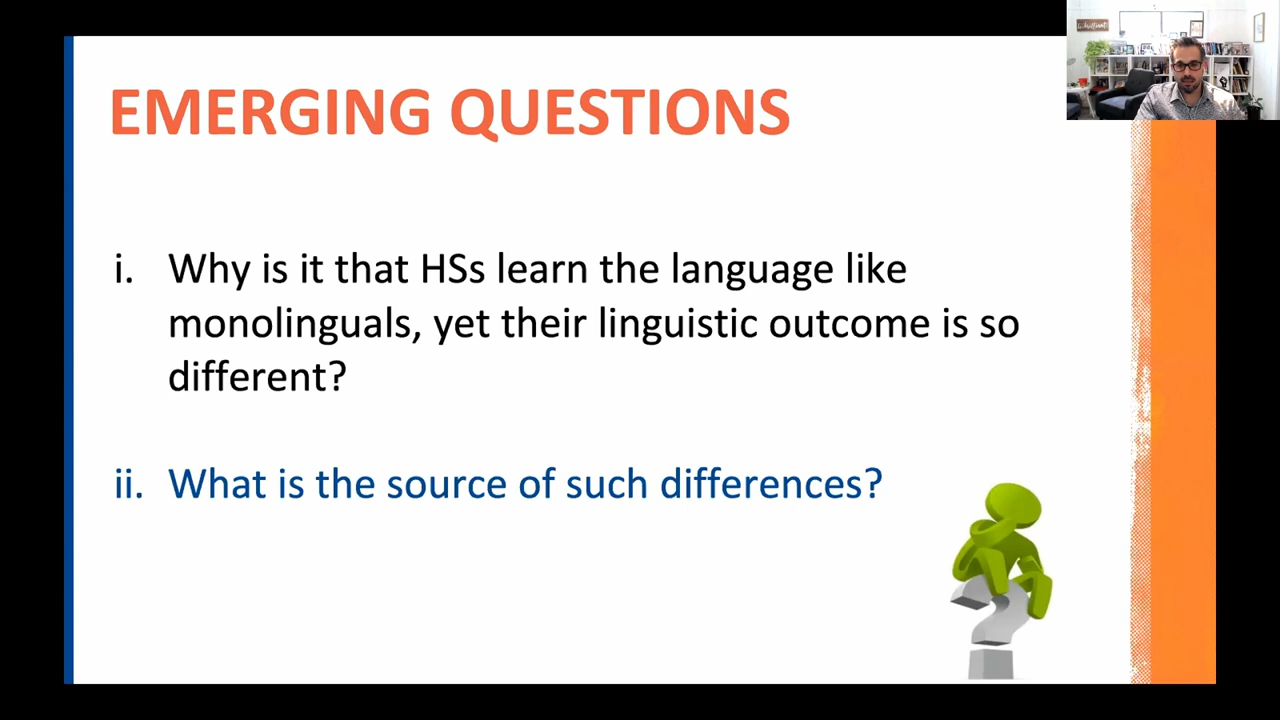 EMERGING QUESTIONS
i. Why is it that HSs learn the language like
monolinguals, yet their linguistic outcome is so
different?
ii. What is the source of such differences?